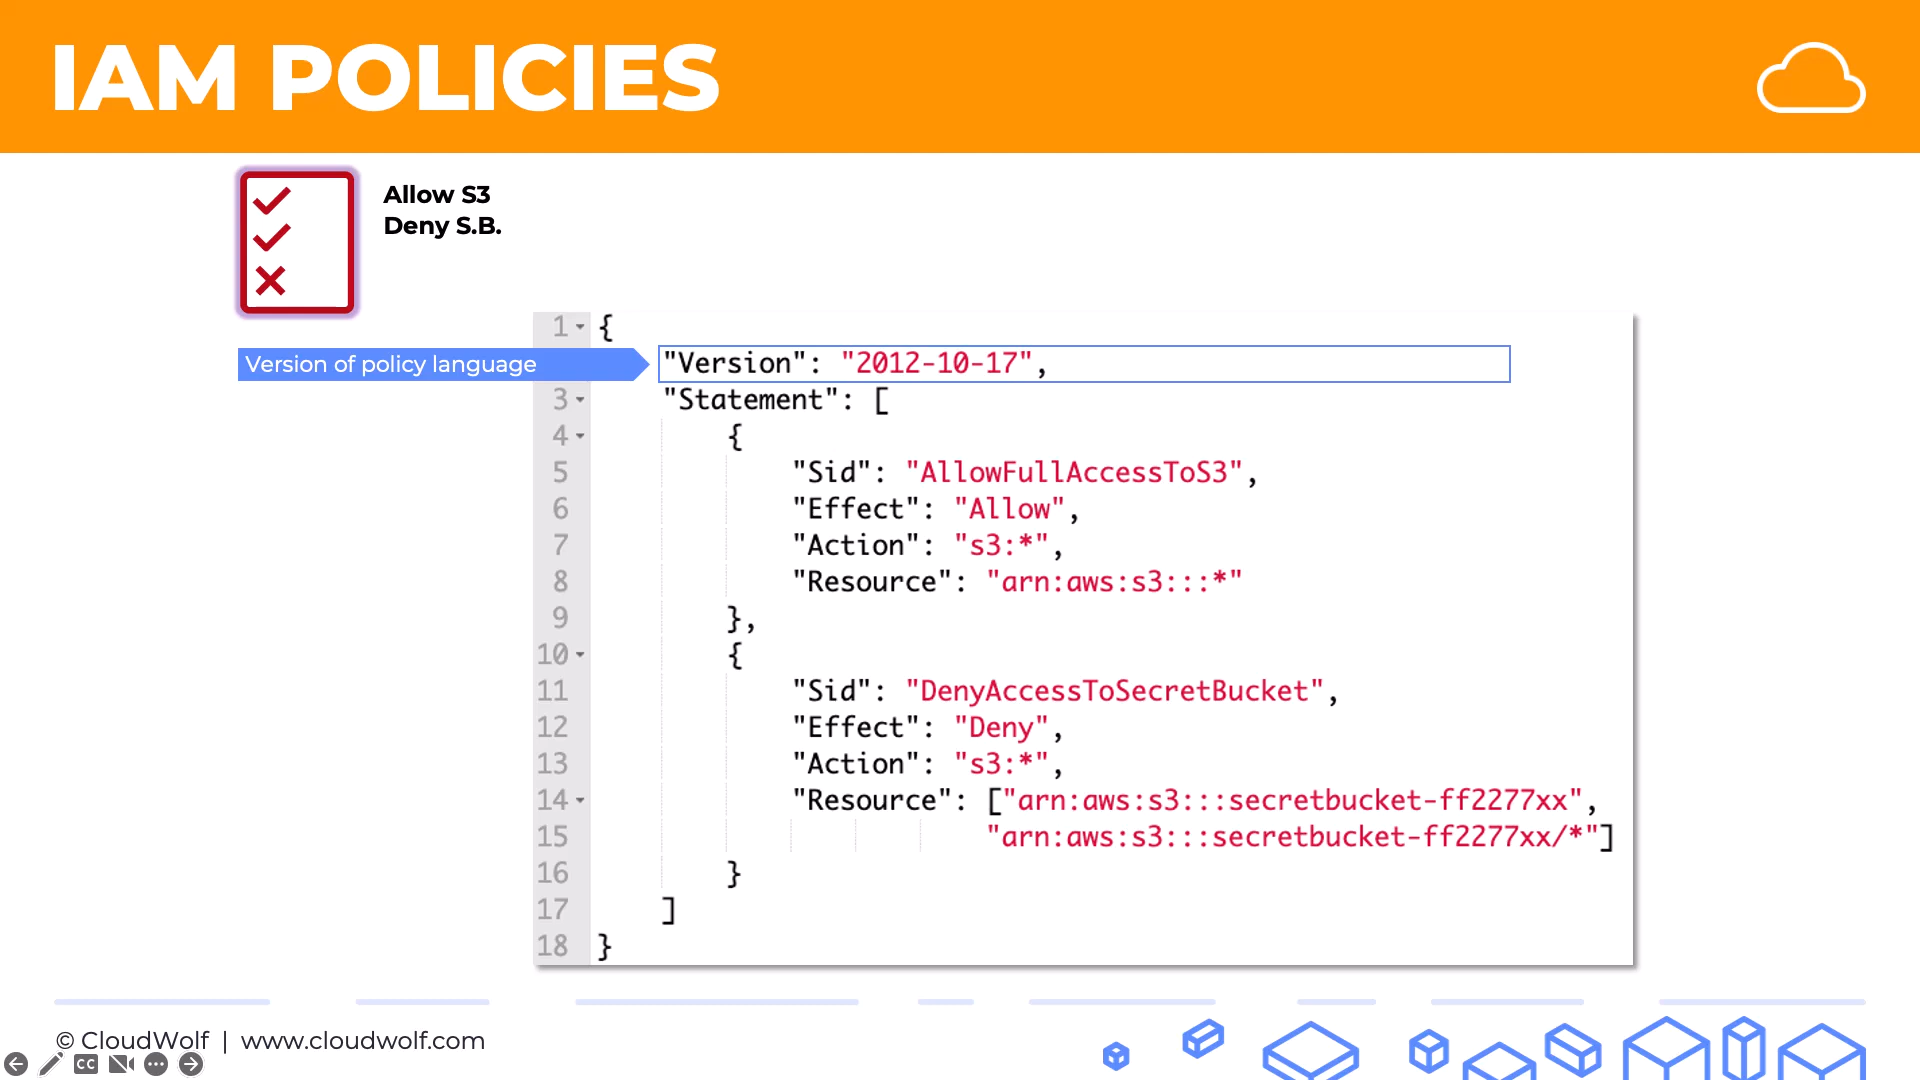 IAM POLICIES
Allow S3
Deny S.B.
1 {
Version of policy language "Version": "2012-10-17",
3 "Statement": [
4 {
5 "Sid": "AllowFullAccessToS3",
6 "Effect": "Allow",
7 "Action": "s3:*",
8 "Resource": "arn:aws:s3:::*"
9 },
10 {
11 "Sid": "DenyAccessToSecretBucket",
12 "Effect": "Deny",
13 "Action": "s3:*",
14 "Resource": ["arn:aws:s3:::secretbucket-ff2277xx",
15 "arn:aws:s3:::secretbucket-ff2277xx/*"]
16 }
17 ]
18 }
© CloudWolf | www.cloudwolf.com
CC